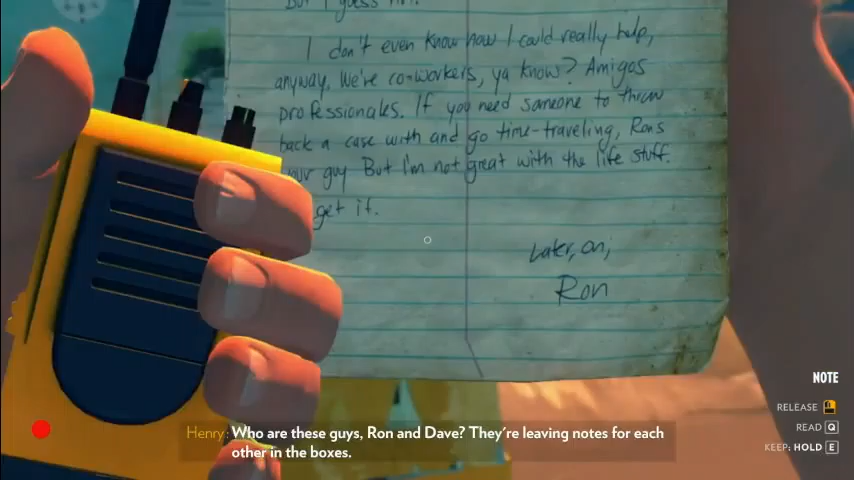 But I guess not.
I don't even know how I could really help,
anyway. We're co-workers, ya know? Amigos
professionales. If you need someone to throw
back a case with and go time-traveling, Rons
your guy But I'm not great with the life stuff.
get it.
Later, on,
Ron
NOTE
RELEASE
READ Q
KEEP: HOLD E
Henry: Who are these guys, Ron and Dave? They're leaving notes for each
other in the boxes.